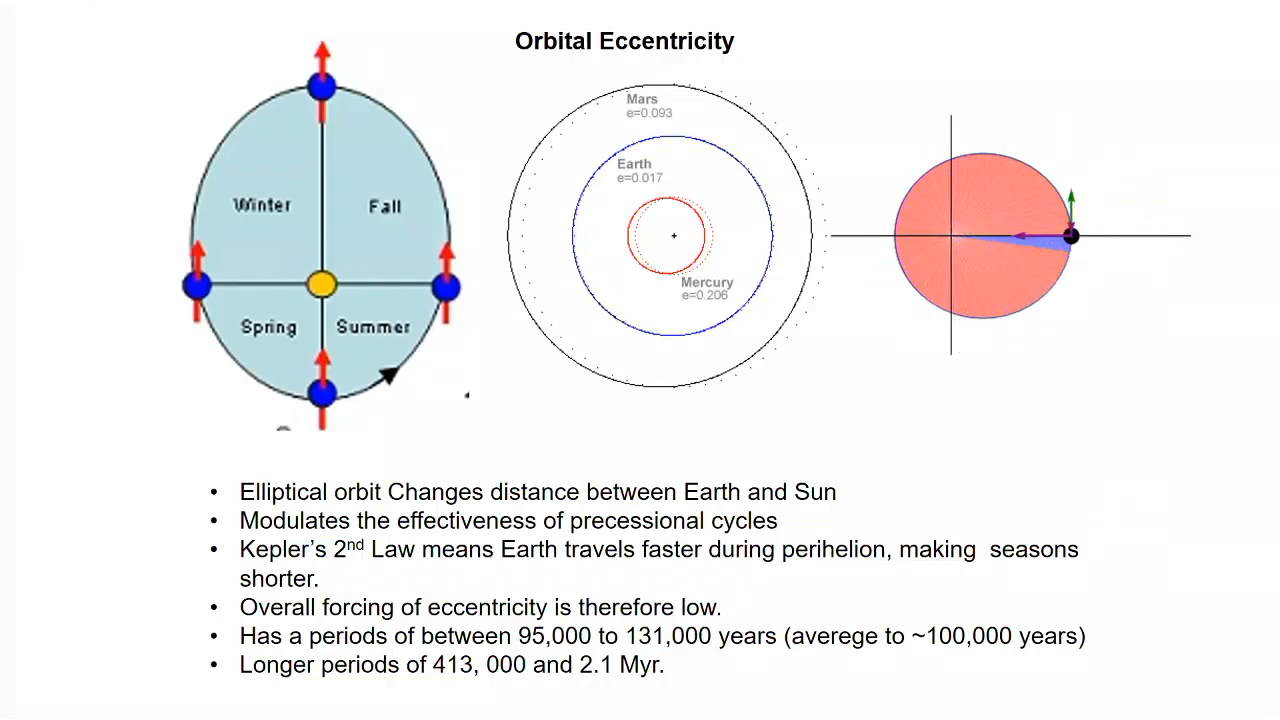 Orbital Eccentricity
Winter
Fall
Spring
Summer
Mars
e=0.093
Earth
e=0.017
Mercury
e=0.206
• Elliptical orbit Changes distance between Earth and Sun
• Modulates the effectiveness of precessional cycles
• Kepler’s 2nd Law means Earth travels faster during perihelion, making  seasons
shorter.
• Overall forcing of eccentricity is therefore low.
• Has a periods of between 95,000 to 131,000 years (averege to ~100,000 years)
• Longer periods of 413, 000 and 2.1 Myr.